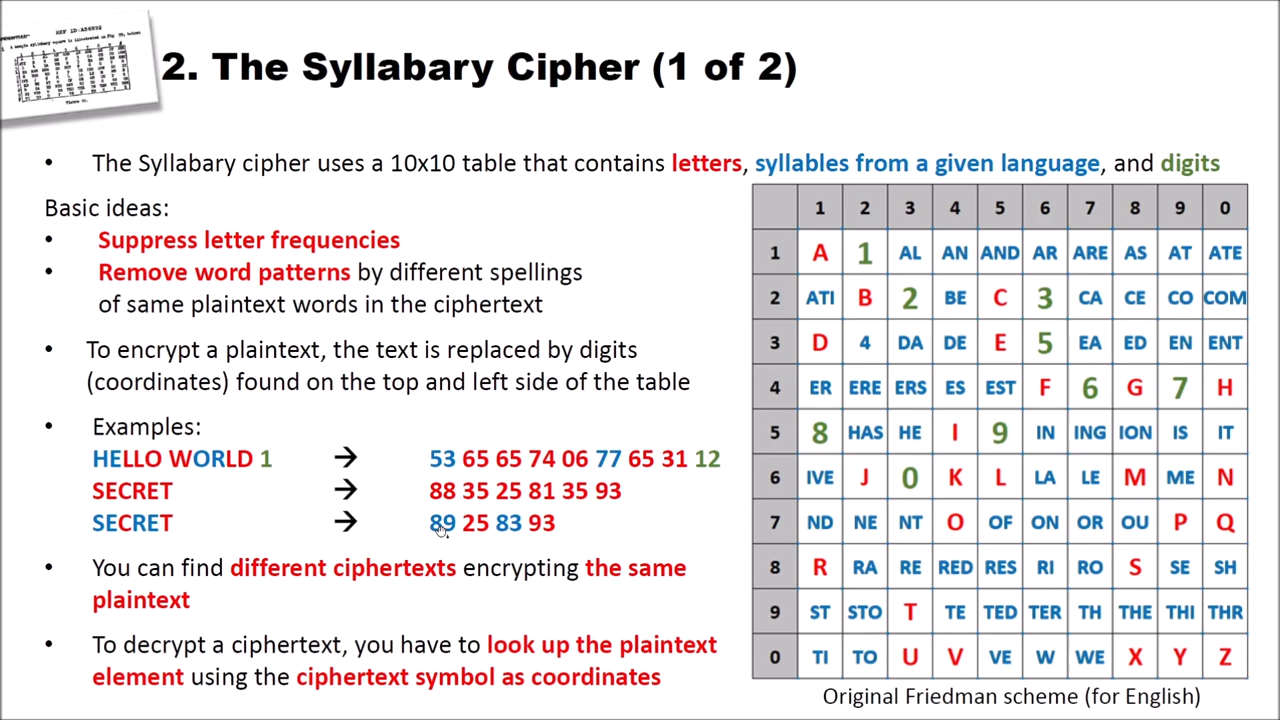 REF ID:A56892
2. The Syllabary Cipher (1 of 2)
• The Syllabary cipher uses a 10x10 table that contains letters, syllables from a given language, and digits
Basic ideas:
• Suppress letter frequencies
• Remove word patterns by different spellings
of same plaintext words in the ciphertext
• To encrypt a plaintext, the text is replaced by digits
(coordinates) found on the top and left side of the table
• Examples:
HELLO WORLD 1 → 53 65 65 74 06 77 65 31 12
SECRET → 88 35 25 81 35 93
SECRET → 89 25 83 93
• You can find different ciphertexts encrypting the same
plaintext
• To decrypt a ciphertext, you have to look up the plaintext
element using the ciphertext symbol as coordinates
1 2 3 4 5 6 7 8 9 0
1 A 1 AL AN AND AR ARE AS AT ATE
2 ATI B 2 BE C 3 CA CE CO COM
3 D 4 DA DE E 5 EA ED EN ENT
4 ER ERE ERS ES EST F 6 G 7 H
5 8 HAS HE I 9 IN ING ION IS IT
6 IVE J 0 K L LA LE M ME N
7 ND NE NT O OF ON OR OU P Q
8 R RA RE RED RES RI RO S SE SH
9 ST STO T TE TED TER TH THE THI THR
0 TI TO U V VE W WE X Y Z
Original Friedman scheme (for English)